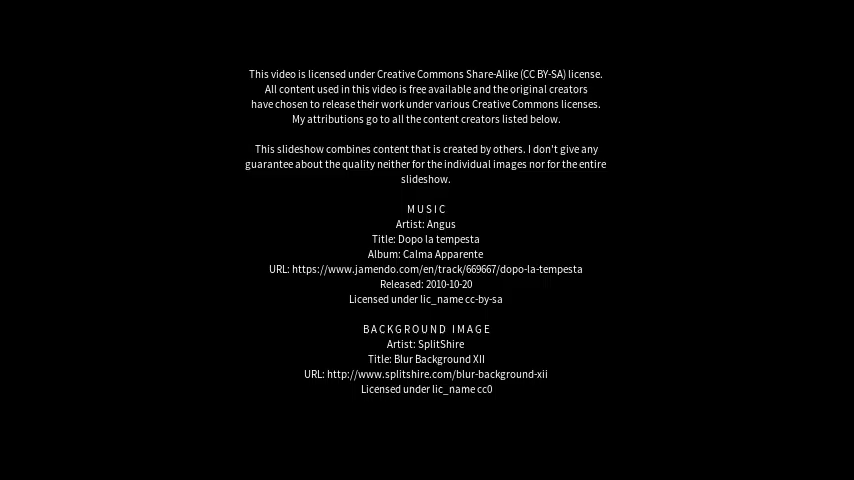 This video is licensed under Creative Commons Share-Alike (CC BY-SA) license.
All content used in this video is free available and the original creators
have chosen to release their work under various Creative Commons licenses.
My attributions go to all the content creators listed below.
This slideshow combines content that is created by others. I don't give any
guarantee about the quality neither for the individual images nor for the entire
slideshow.
MUSIC
Artist: Angus
Title: Dopo la tempesta
Album: Calma Apparente
URL: https://www.jamendo.com/en/track/669667/dopo-la-tempesta
Released: 2010-10-20
Licensed under lic_name cc-by-sa
BACKGROUND IMAGE
Artist: SplitShire
Title: Blur Background XII
URL: http://www.splitshire.com/blur-background-xii
Licensed under lic_name cc0